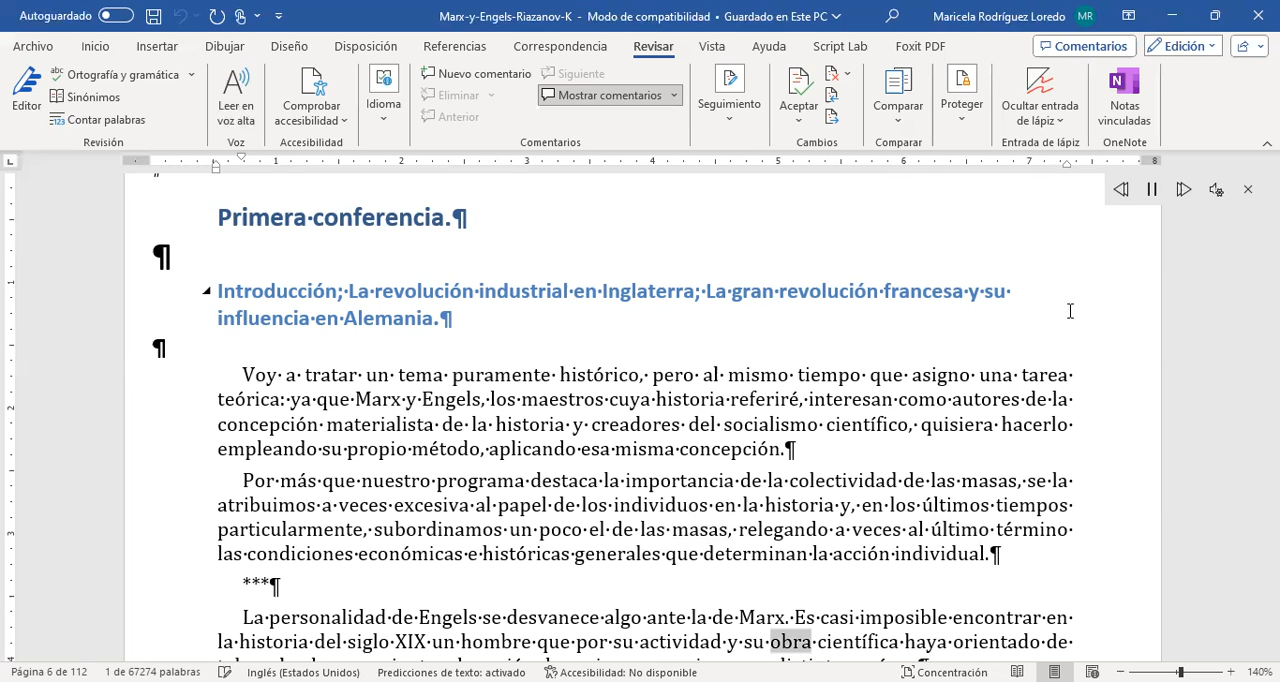 Autoguardado
Marx-y-Engels-Riazanov-K - Modo de compatibilidad • Guardado en Este PC
Maricela Rodríguez Loredo MR
Archivo Inicio Insertar Dibujar Diseño Disposición Referencias Correspondencia Revisar Vista Ayuda Script Lab Foxit PDF Comentarios Edición
Editor
abc Ortografía y gramática
Sinónimos
123 Contar palabras
Revisión
Leer en voz alta
Voz
Comprobar accesibilidad
Accesibilidad
Idioma
Nuevo comentario
Eliminar
Anterior
Siguiente
Mostrar comentarios
Comentarios
Seguimiento
Aceptar
Cambios
Comparar
Comparar
Proteger
Ocultar entrada de lápiz
Entrada de lápiz
Notas vinculadas
OneNote
1 2 3 4 5 6 7 8
Primera·conferencia.¶
¶
Introducción;·La·revolución·industrial·en·Inglaterra;·La·gran·revolución·francesa·y·su·
influencia·en·Alemania.¶
¶
Voy· a· tratar· un· tema· puramente· histórico,· pero· al· mismo· tiempo· que· asigno· una· tarea·
teórica:·ya·que·Marx·y·Engels,·los·maestros·cuya·historia·referiré,·interesan·como·autores·de·la·
concepción· materialista· de· la· historia· y· creadores· del· socialismo· científico,· quisiera· hacerlo·
empleando·su·propio·método,·aplicando·esa·misma·concepción.¶
Por·más·que·nuestro·programa·destaca·la·importancia·de·la·colectividad·de·las·masas,·se·la·
atribuimos·a·veces·excesiva·al·papel·de·los·individuos·en·la·historia·y,·en·los·últimos·tiempos·
particularmente,·subordinamos·un·poco·el·de·las·masas,·relegando·a·veces·al·último·término·
las·condiciones·económicas·e·históricas·generales·que·determinan·la·acción·individual.¶
***¶
La·personalidad·de·Engels·se·desvanece·algo·ante·la·de·Marx.·Es·casi·imposible·encontrar·en·
la·historia·del·siglo·XIX·un·hombre·que·por·su·actividad·y·su·obra·científica·haya·orientado·de·
Página 6 de 112 1 de 67274 palabras Inglés (Estados Unidos) Predicciones de texto: activado Accesibilidad: No disponible Concentración 140%